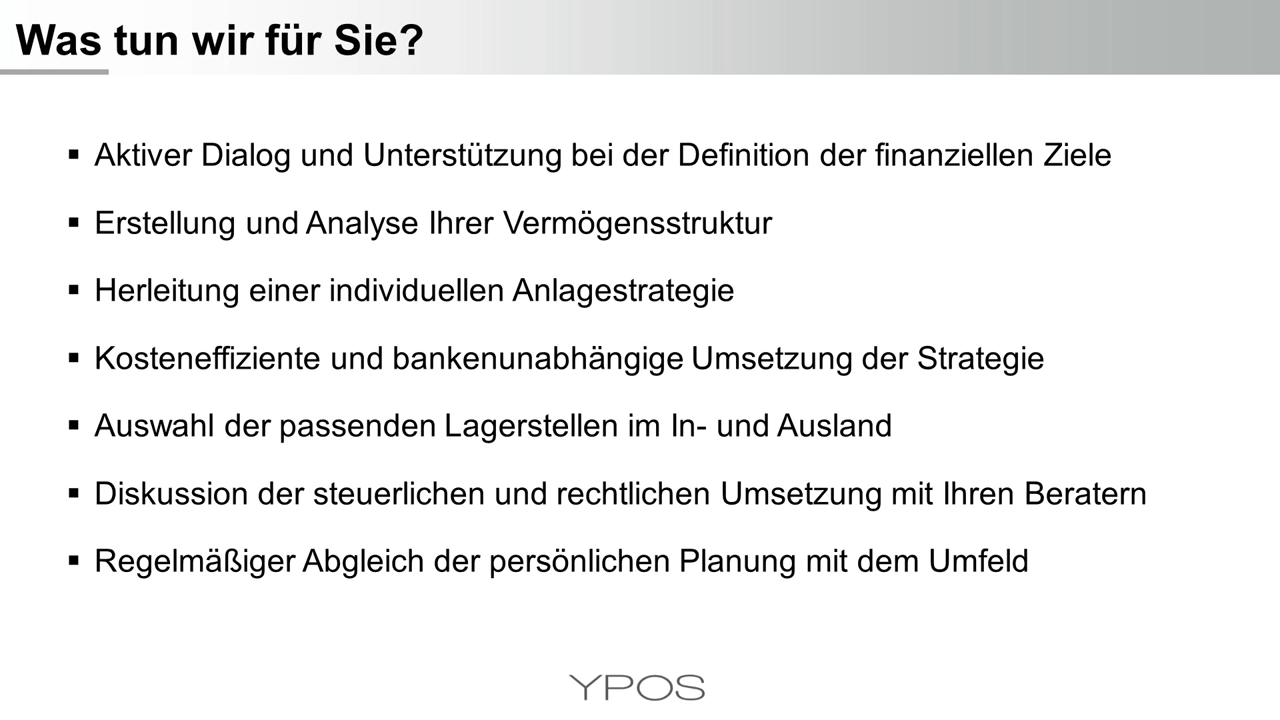 Was tun wir für Sie?
▪ Aktiver Dialog und Unterstützung bei der Definition der finanziellen Ziele
▪ Erstellung und Analyse Ihrer Vermögensstruktur
▪ Herleitung einer individuellen Anlagestrategie
▪ Kosteneffiziente und bankenunabhängige Umsetzung der Strategie
▪ Auswahl der passenden Lagerstellen im In- und Ausland
▪ Diskussion der steuerlichen und rechtlichen Umsetzung mit Ihren Beratern
▪ Regelmäßiger Abgleich der persönlichen Planung mit dem Umfeld
YPOS